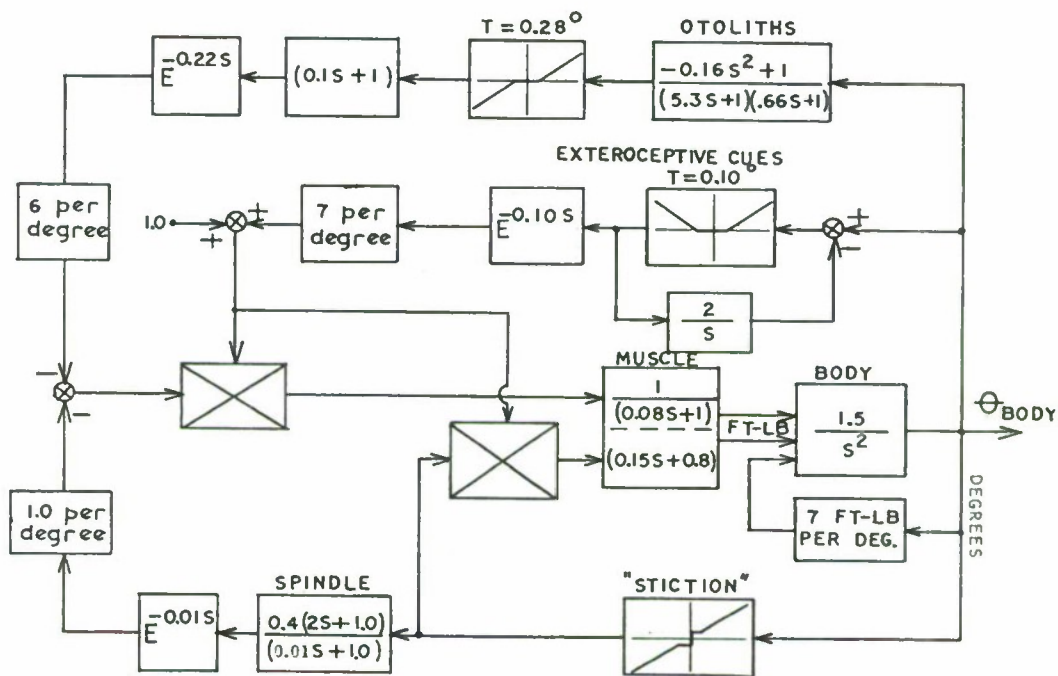 T = 0.28°
OTOLITHS
E^-0.22S
(0.1S+1)
-0.16S²+1
(5.3S+1)(.66S+1)
EXTEROCEPTIVE CUES
T=0.10°
6 per
degree
1.0
+
+
7 per
degree
E^-0.10S
+
-
2
S
MUSCLE
BODY
1
(0.08S+1)
FT-LB
(0.15S+0.8)
1.5
S²
θ BODY
-
-
1.0 per
degree
7 FT-LB
PER DEG.
DEGREES
SPINDLE
"STICTION"
E^-0.01S
0.4(2S+1.0)
(0.01S+1.0)